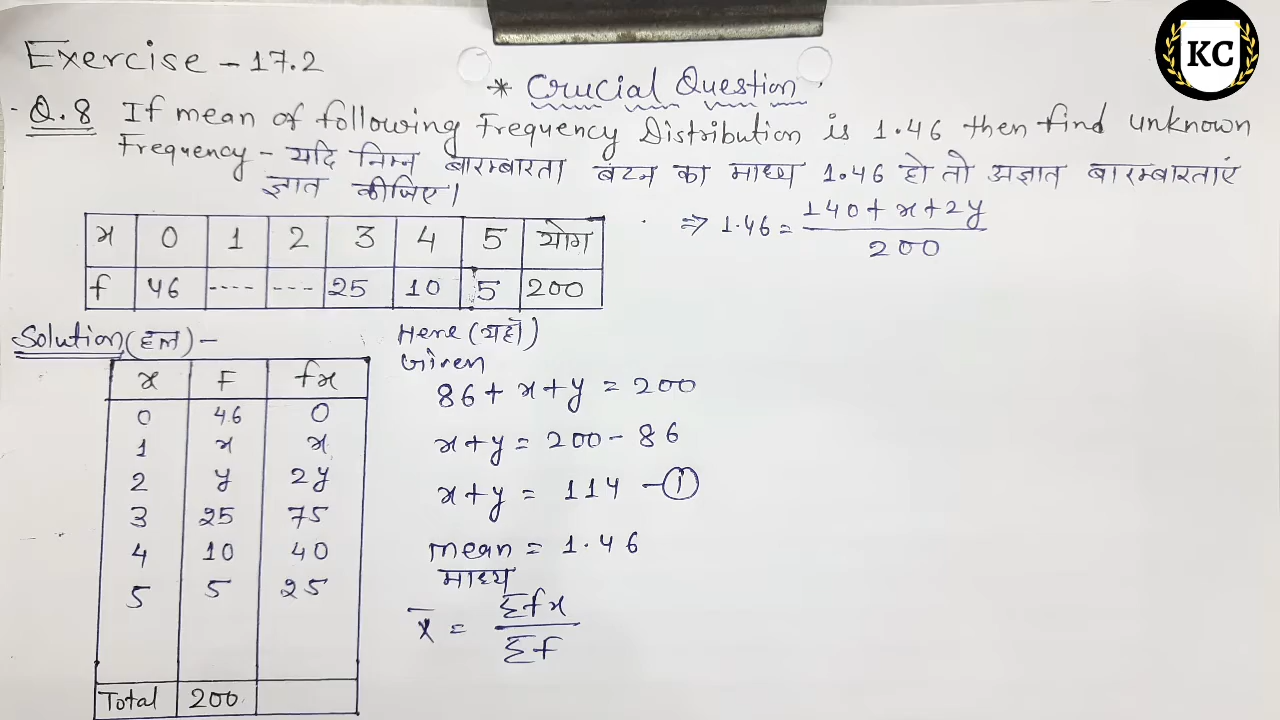 KC
Exercise - 17.2
* Crucial Question
Q.8 If mean of following Frequency Distribution is 1.46 then find unknown
Frequency - यदि निम्न बारम्बारता बंटन का माध्य 1.46 हो तो अज्ञात बारम्बारताएं
ज्ञात कीजिए।
x 0 1 2 3 4 5 योग
f 46 ---- --- 25 10 5 200
⇒ 1.46 = (140 + x + 2y) / 200
Solution (हल) -
x F fx
0 46 0
1 x x
2 y 2y
3 25 75
4 10 40
5 5 25
Total 200
Here (यहाँ)
Given
86 + x + y = 200
x + y = 200 - 86
x + y = 114 - ①
mean = 1.46
माध्य
x̄ = Σfx / Σf